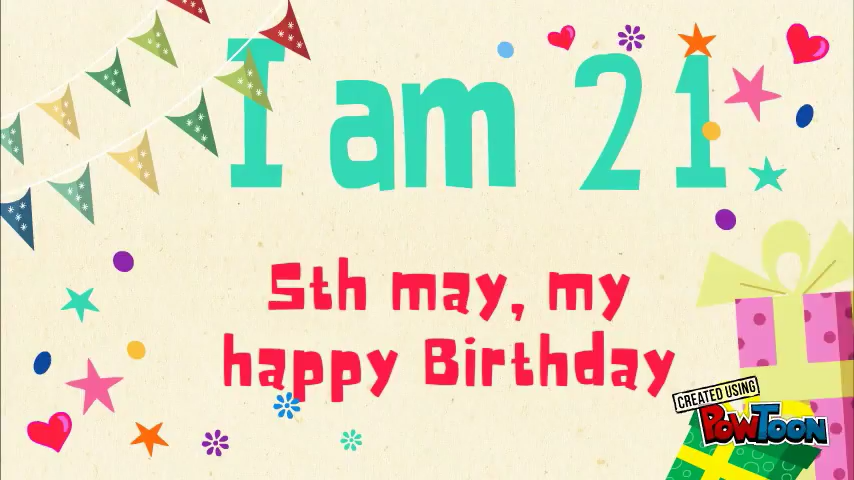 I am 21
5th may, my
happy Birthday
CREATED USING
POWTOON